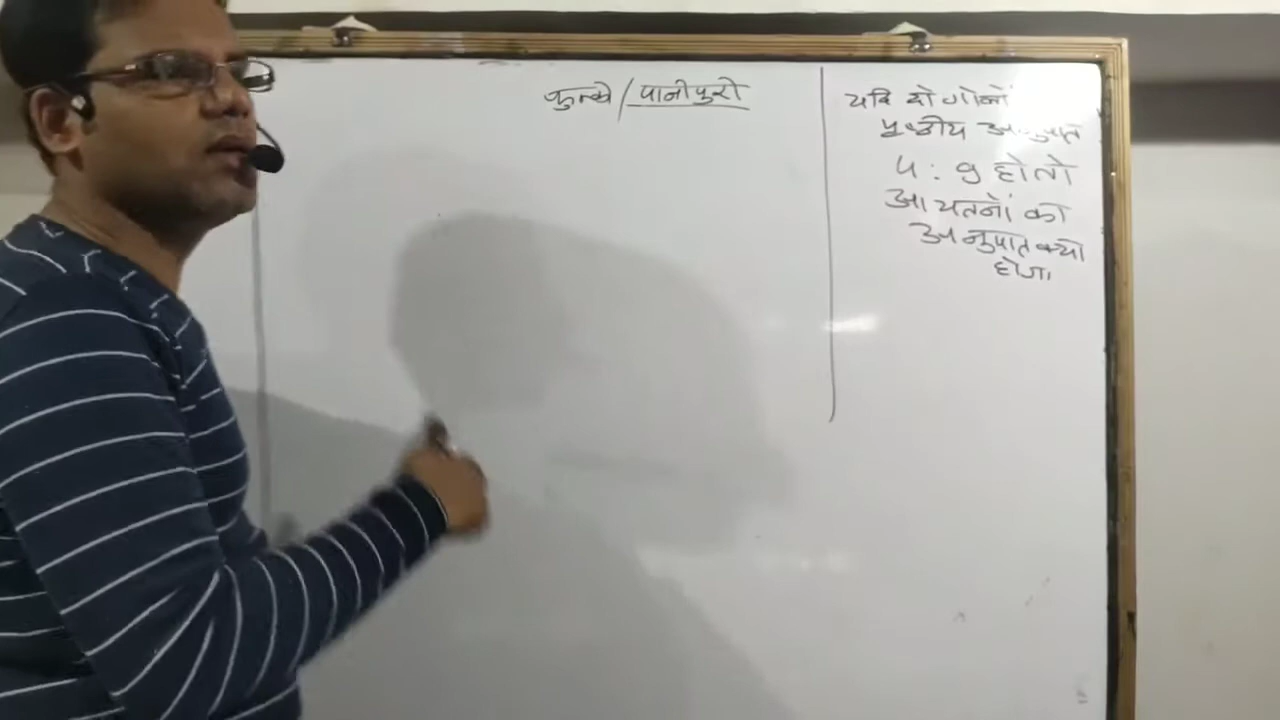 फुल्के / पानीपुरी
यदि दो गोलों
पृष्ठीय अनुपात
4 : 9 हो तो
आयतनों का
अनुपात क्या
होगा